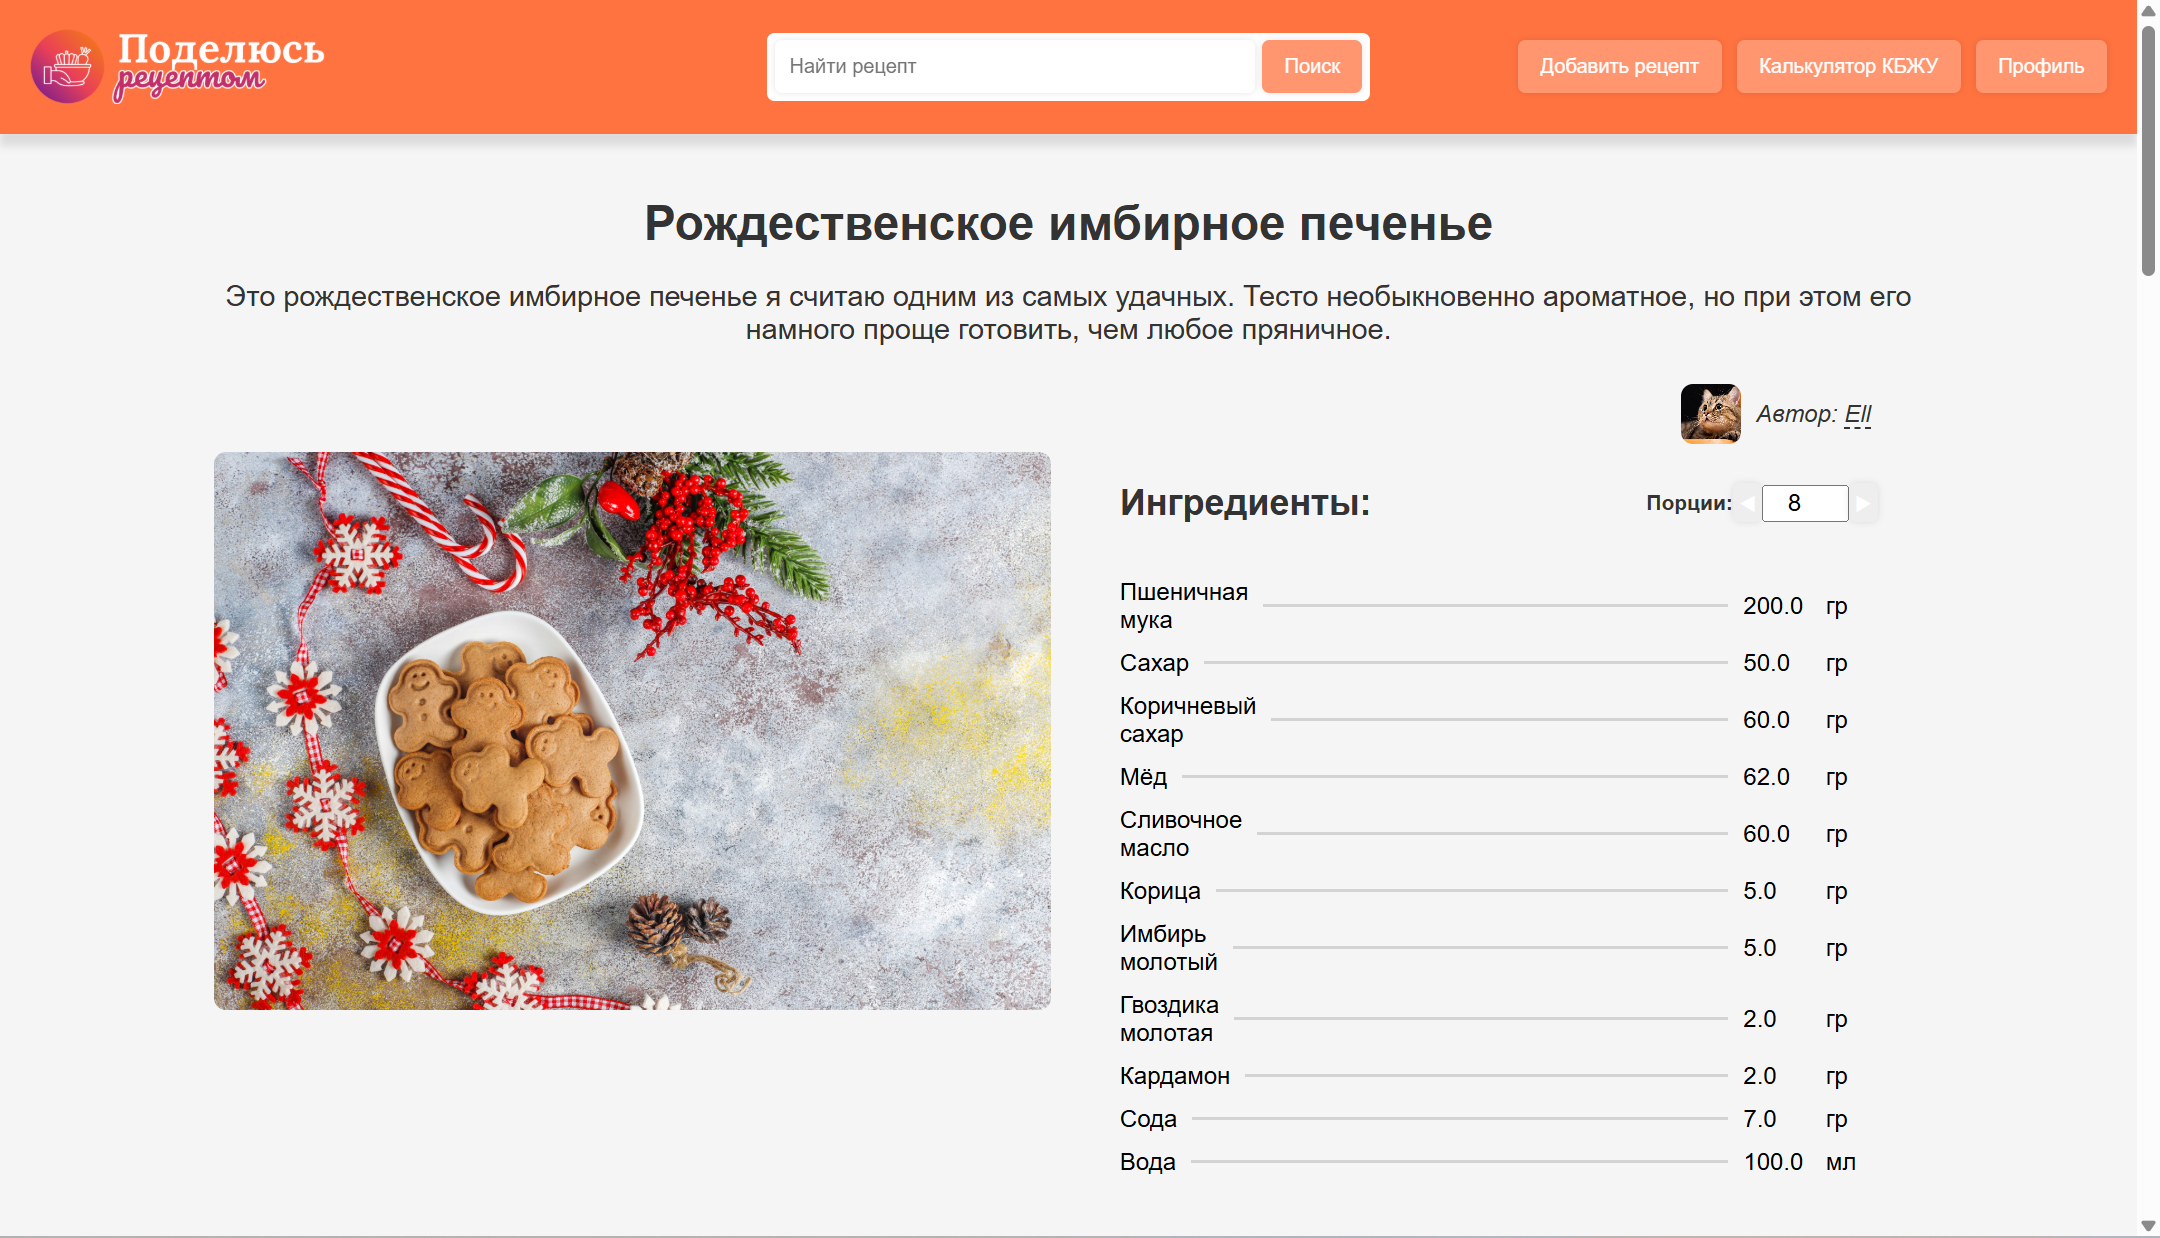 Поделюсь
рецептом
Найти рецепт
Поиск
Добавить рецепт
Калькулятор КБЖУ
Профиль
Рождественское имбирное печенье
Это рождественское имбирное печенье я считаю одним из самых удачных. Тесто необыкновенно ароматное, но при этом его
намного проще готовить, чем любое пряничное.
Автор: Ell
Ингредиенты:
Порции: 8
Пшеничная
мука
200.0 гр
Сахар 50.0 гр
Коричневый
сахар
60.0 гр
Мёд 62.0 гр
Сливочное
масло
60.0 гр
Корица 5.0 гр
Имбирь
молотый
5.0 гр
Гвоздика
молотая
2.0 гр
Кардамон 2.0 гр
Сода 7.0 гр
Вода 100.0 мл